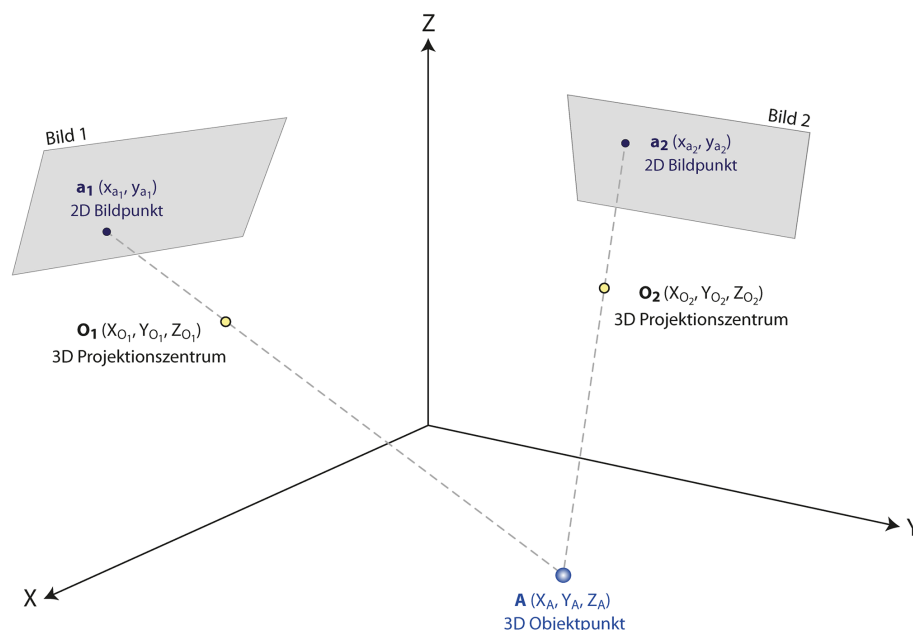 Z
Bild 1
Bild 2
a1 (xa1, ya1)
2D Bildpunkt
a2 (xa2, ya2)
2D Bildpunkt
O1 (XO1, YO1, ZO1)
3D Projektionszentrum
O2 (XO2, YO2, ZO2)
3D Projektionszentrum
Y
X
A (XA, YA, ZA)
3D Objektpunkt